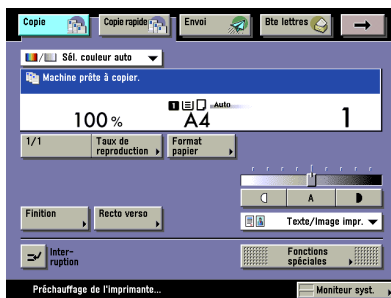 Copie
Copie rapide
Envoi
Bte lettres
Sél. couleur auto
Machine prête à copier.
Auto
100 %
A4
1
1/1
Taux de
reproduction
Format
papier
A
Finition
Recto verso
Texte/Image impr.
Inter-
ruption
Fonctions
spéciales
Préchauffage de l'imprimante...
Moniteur syst.